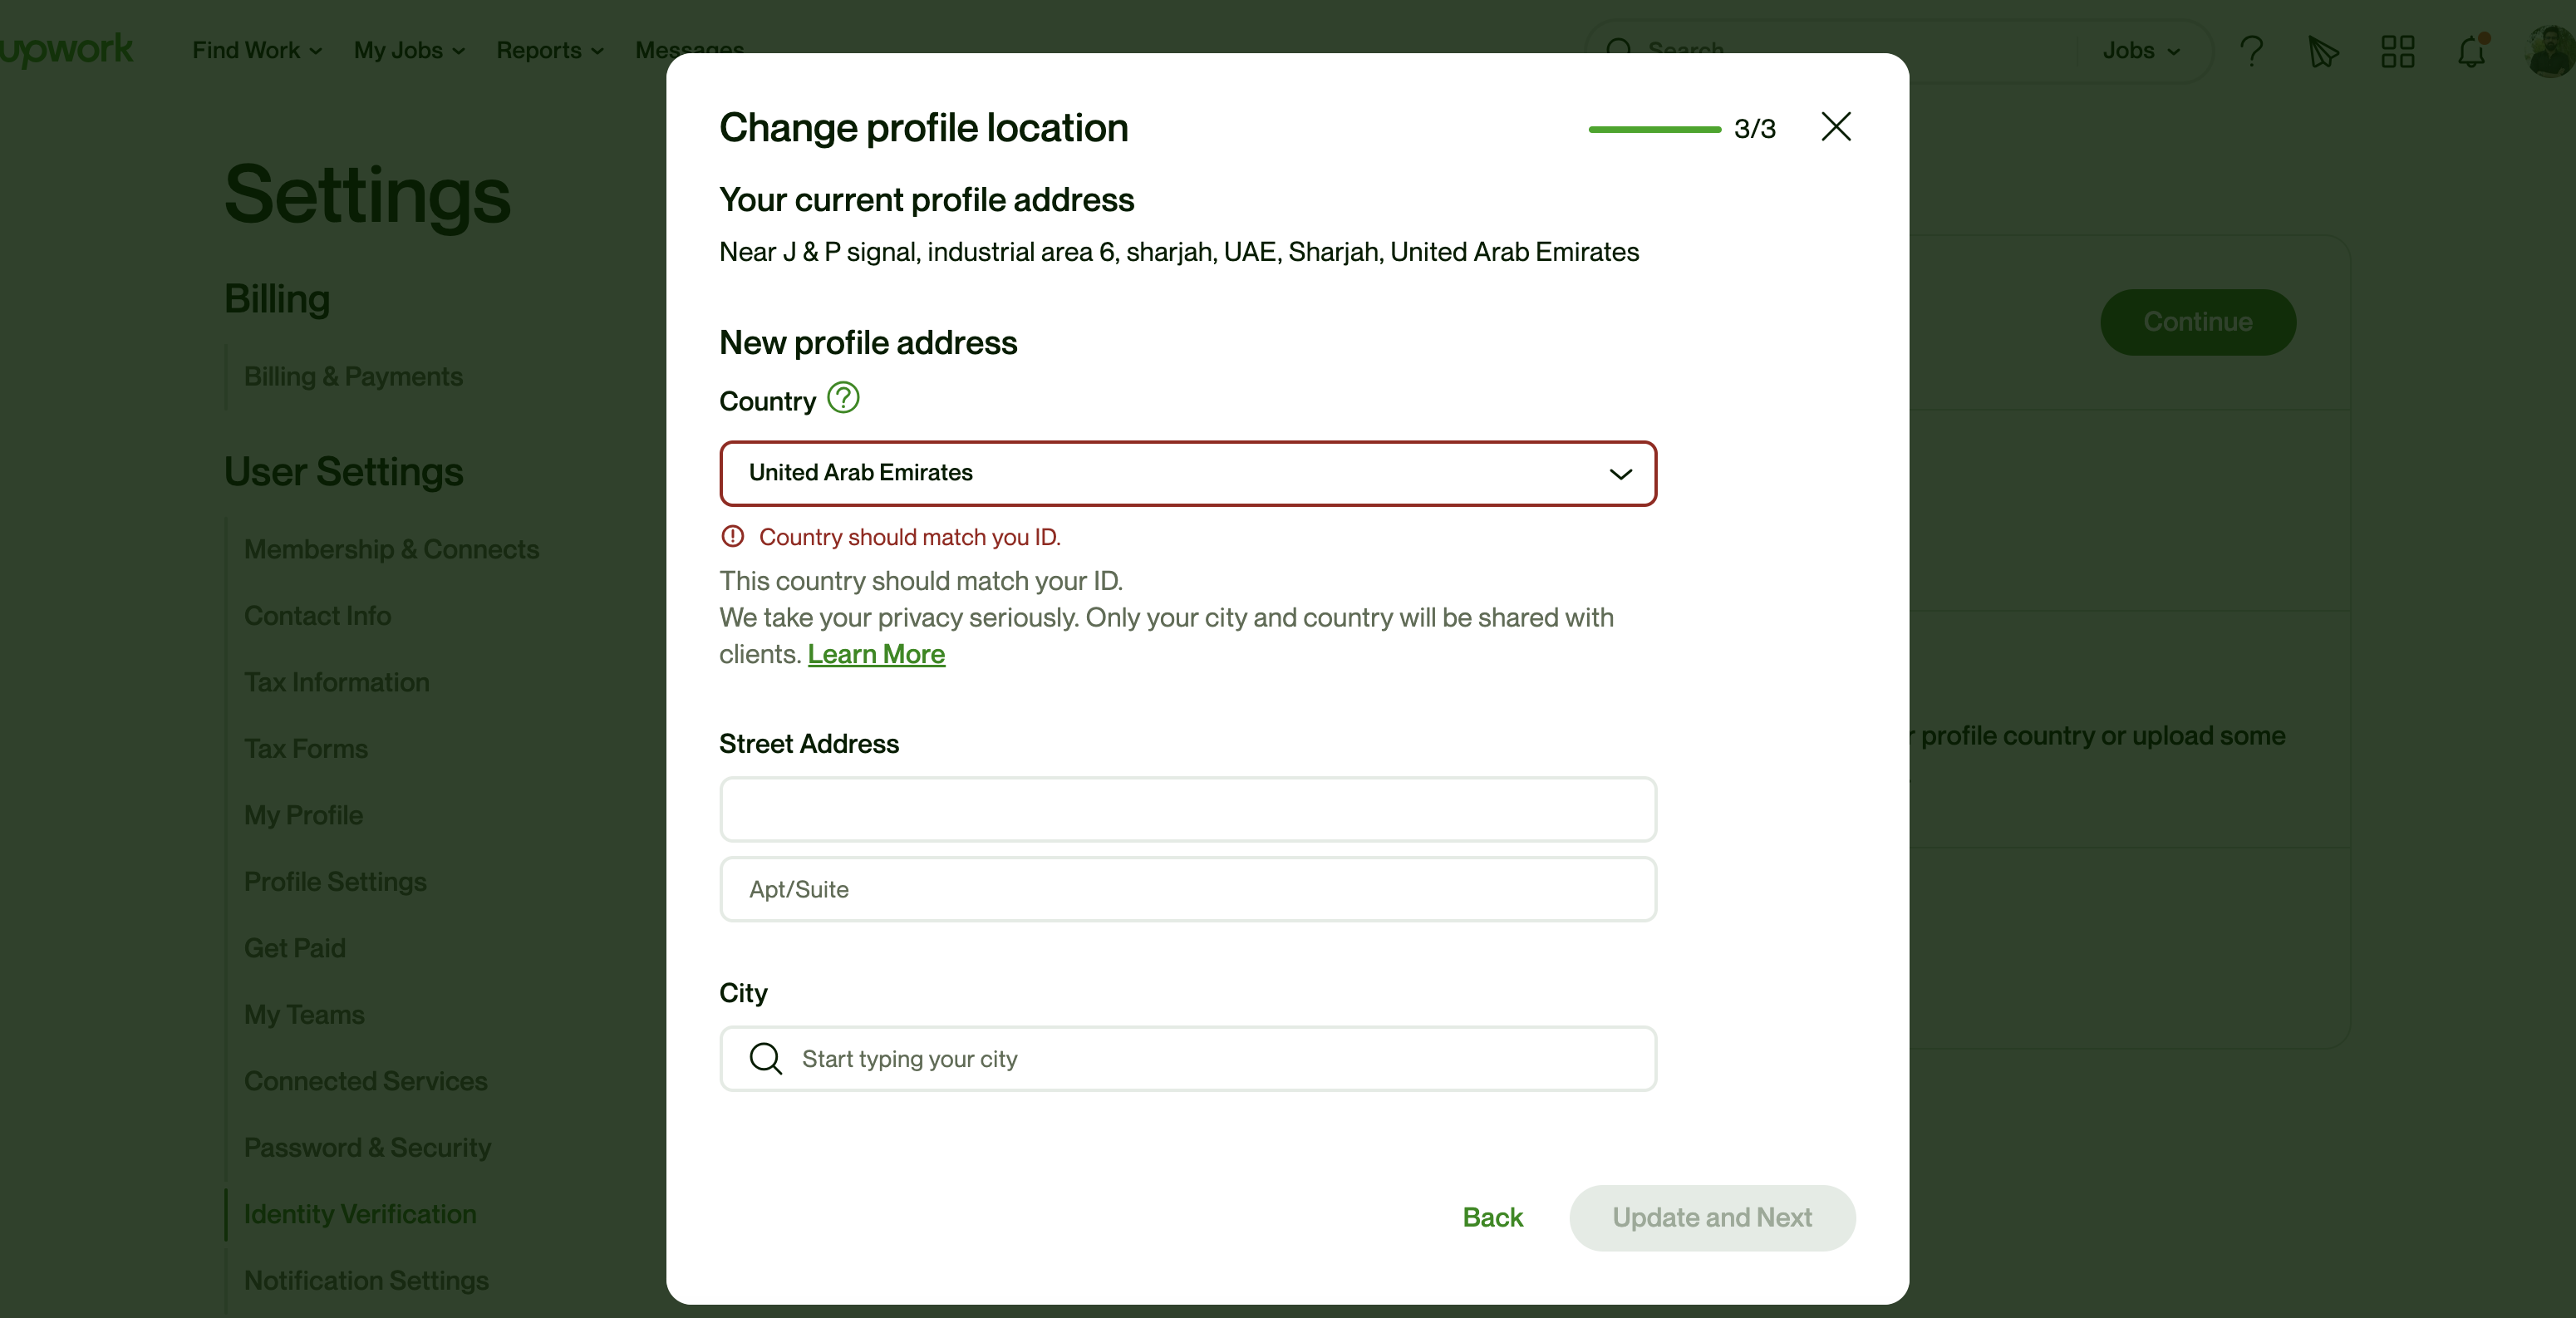 upwork
Find Work
My Jobs
Reports
Messages
Search
Jobs
Settings
Billing
Billing & Payments
User Settings
Membership & Connects
Contact Info
Tax Information
Tax Forms
My Profile
Profile Settings
Get Paid
My Teams
Connected Services
Password & Security
Identity Verification
Notification Settings
Continue
r profile country or upload some
Change profile location
3/3
Your current profile address
Near J & P signal, industrial area 6, sharjah, UAE, Sharjah, United Arab Emirates
New profile address
Country
United Arab Emirates
Country should match you ID.
This country should match your ID.
We take your privacy seriously. Only your city and country will be shared with
clients. Learn More
Street Address
Apt/Suite
City
Start typing your city
Back
Update and Next